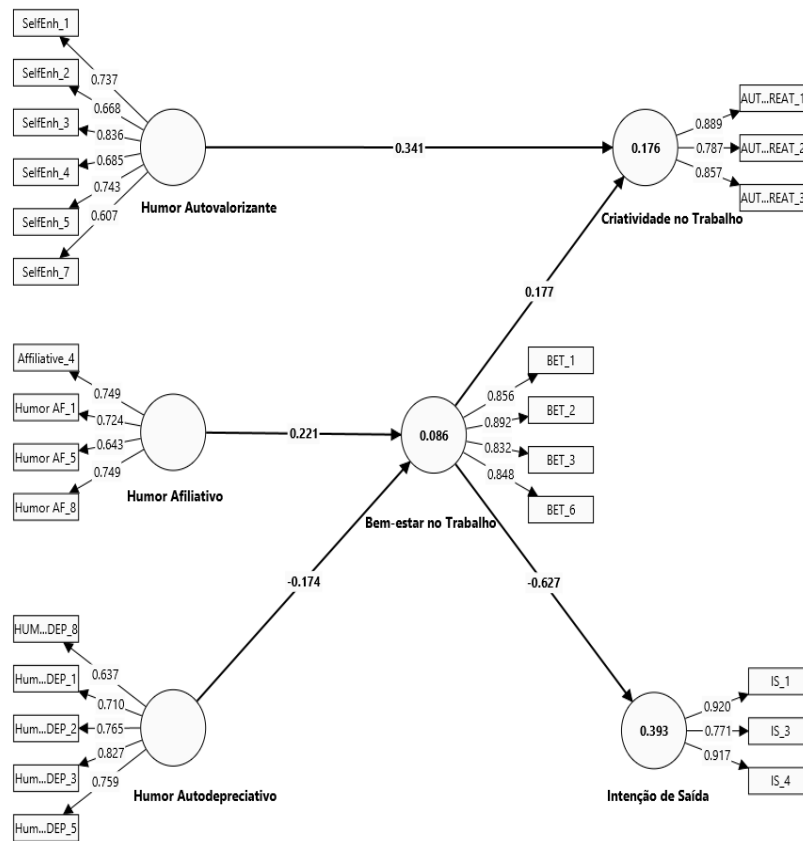 SelfEnh_1
SelfEnh_2
SelfEnh_3
SelfEnh_4
SelfEnh_5
SelfEnh_7
0.737
0.668
0.836
0.685
0.743
0.607
Humor Autovalorizante
0.341
0.176
Criatividade no Trabalho
0.889
0.787
0.857
AUT...REAT_1
AUT...REAT_2
AUT...REAT_3
0.177
Affiliative_4
Humor AF_1
Humor AF_5
Humor AF_8
0.749
0.724
0.643
0.749
Humor Afiliativo
0.221
0.086
Bem-estar no Trabalho
0.856
0.892
0.832
0.848
BET_1
BET_2
BET_3
BET_6
-0.174
-0.627
HUM...DEP_8
Hum...DEP_1
Hum...DEP_2
Hum...DEP_3
Hum...DEP_5
0.637
0.710
0.765
0.827
0.759
Humor Autodepreciativo
0.393
Intenção de Saída
0.920
0.771
0.917
IS_1
IS_3
IS_4